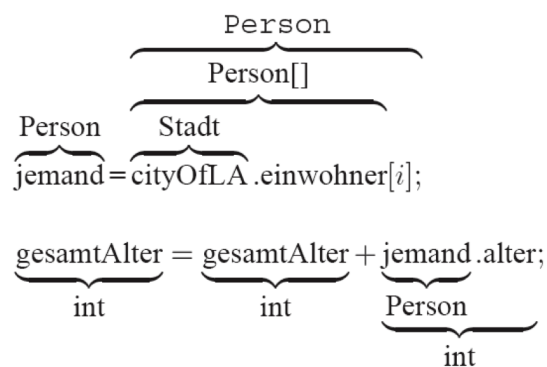 Person
Person[]
Person Stadt
jemand = cityOfLA .einwohner[i];
gesamtAlter = gesamtAlter + jemand .alter;
int int Person
int